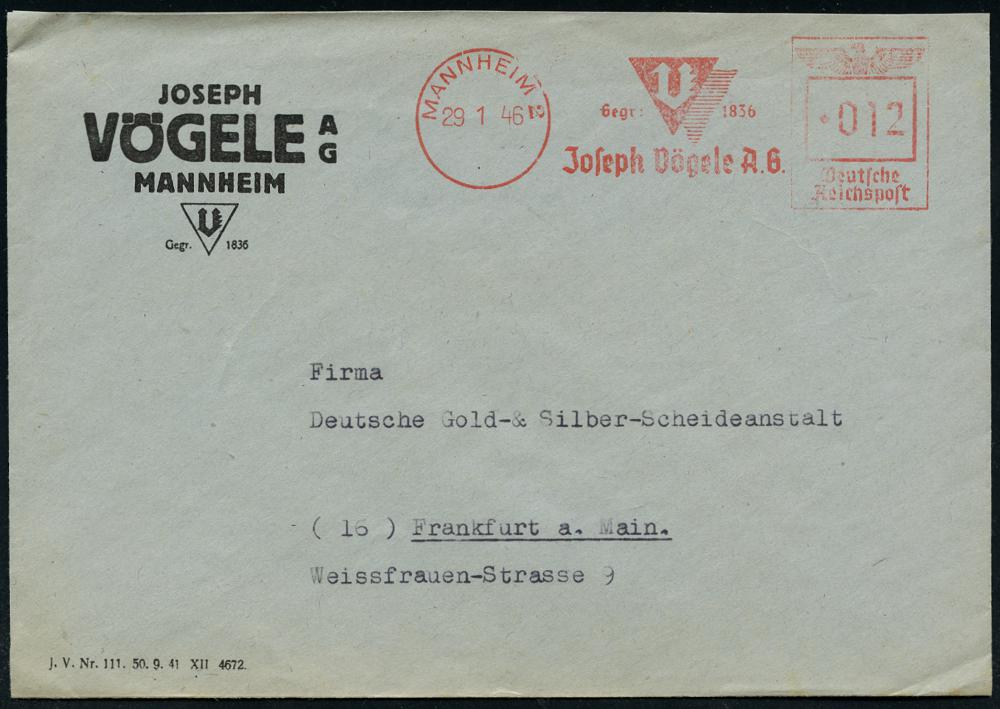 JOSEPH
VÖGELE AG
MANNHEIM
Gegr. 1836
MANNHEIM 2
29 1 46
Gegr: 1836
Joseph Vögele A.G.
012
Deutsche
Reichspost
Firma
Deutsche Gold-& Silber-Scheideanstalt
( 16 ) Frankfurt a. Main.
Weissfrauen-Strasse 9
J. V. Nr. 111. 50. 9. 41 XII 4672.